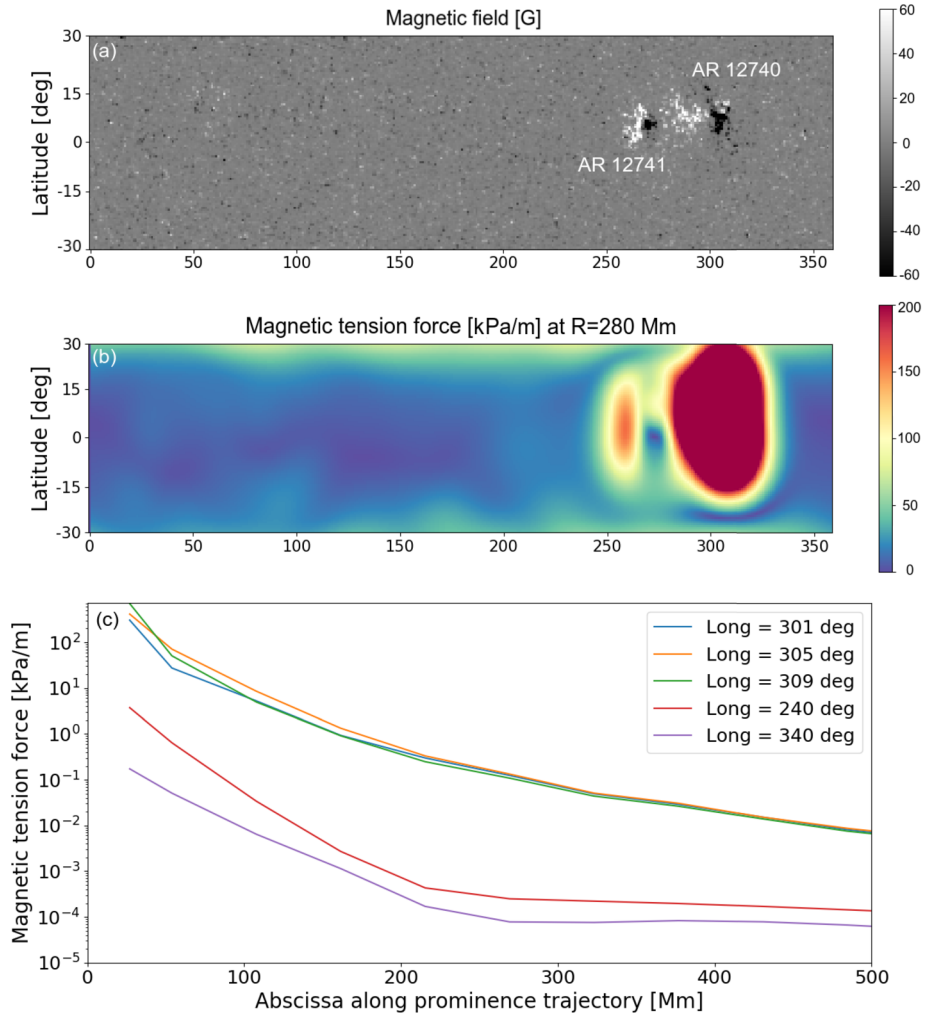 Magnetic field [G]
(a)
AR 12740
AR 12741
Latitude [deg]
30
15
0
-15
-30
0 50 100 150 200 250 300 350
60
40
20
0
-20
-40
-60
Magnetic tension force [kPa/m] at R=280 Mm
(b)
Latitude [deg]
30
15
0
-15
-30
0 50 100 150 200 250 300 350
200
150
100
50
0
(c)
Magnetic tension force [kPa/m]
10²
10¹
10⁰
10⁻¹
10⁻²
10⁻³
10⁻⁴
10⁻⁵
Long = 301 deg
Long = 305 deg
Long = 309 deg
Long = 240 deg
Long = 340 deg
0 100 200 300 400 500
Abscissa along prominence trajectory [Mm]